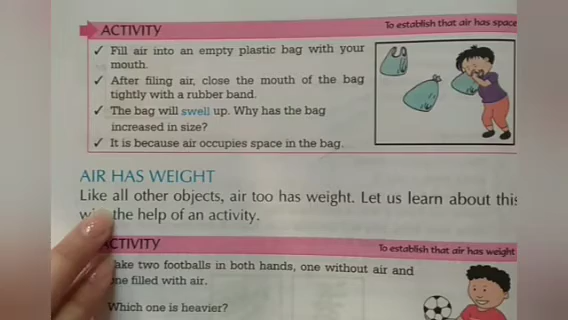 ACTIVITY
To establish that air has space
✓ Fill air into an empty plastic bag with your
mouth.
✓ After filing air, close the mouth of the bag
tightly with a rubber band.
✓ The bag will swell up. Why has the bag
increased in size?
✓ It is because air occupies space in the bag.
AIR HAS WEIGHT
Like all other objects, air too has weight. Let us learn about this
the help of an activity.
ACTIVITY
To establish that air has weight
two footballs in both hands, one without air and
filled with air.
Which one is heavier?